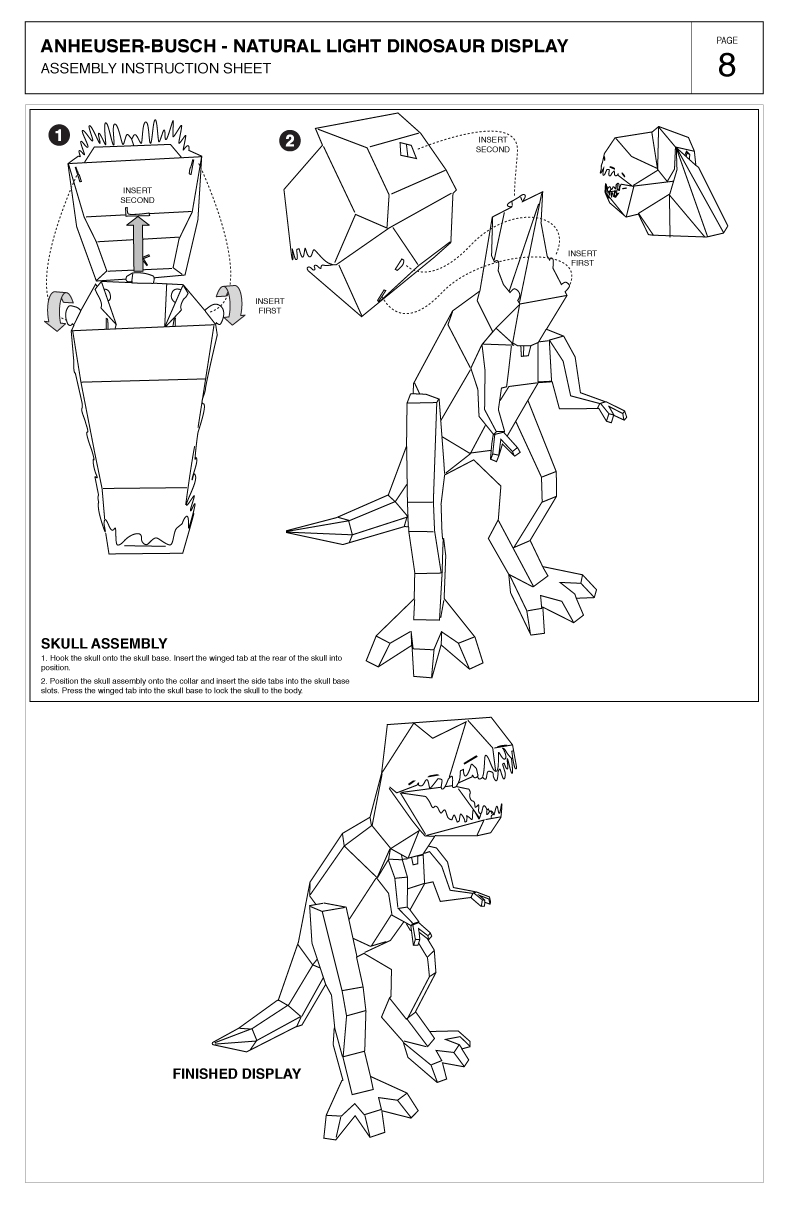 ANHEUSER-BUSCH - NATURAL LIGHT DINOSAUR DISPLAY
ASSEMBLY INSTRUCTION SHEET
PAGE
8
1
INSERT
SECOND
INSERT
FIRST
2
INSERT
SECOND
INSERT
FIRST
SKULL ASSEMBLY
1. Hook the skull onto the skull base. Insert the winged tab at the rear of the skull into
position.
2. Position the skull assembly onto the collar and insert the side tabs into the skull base
slots. Press the winged tab into the skull base to lock the skull to the body.
FINISHED DISPLAY